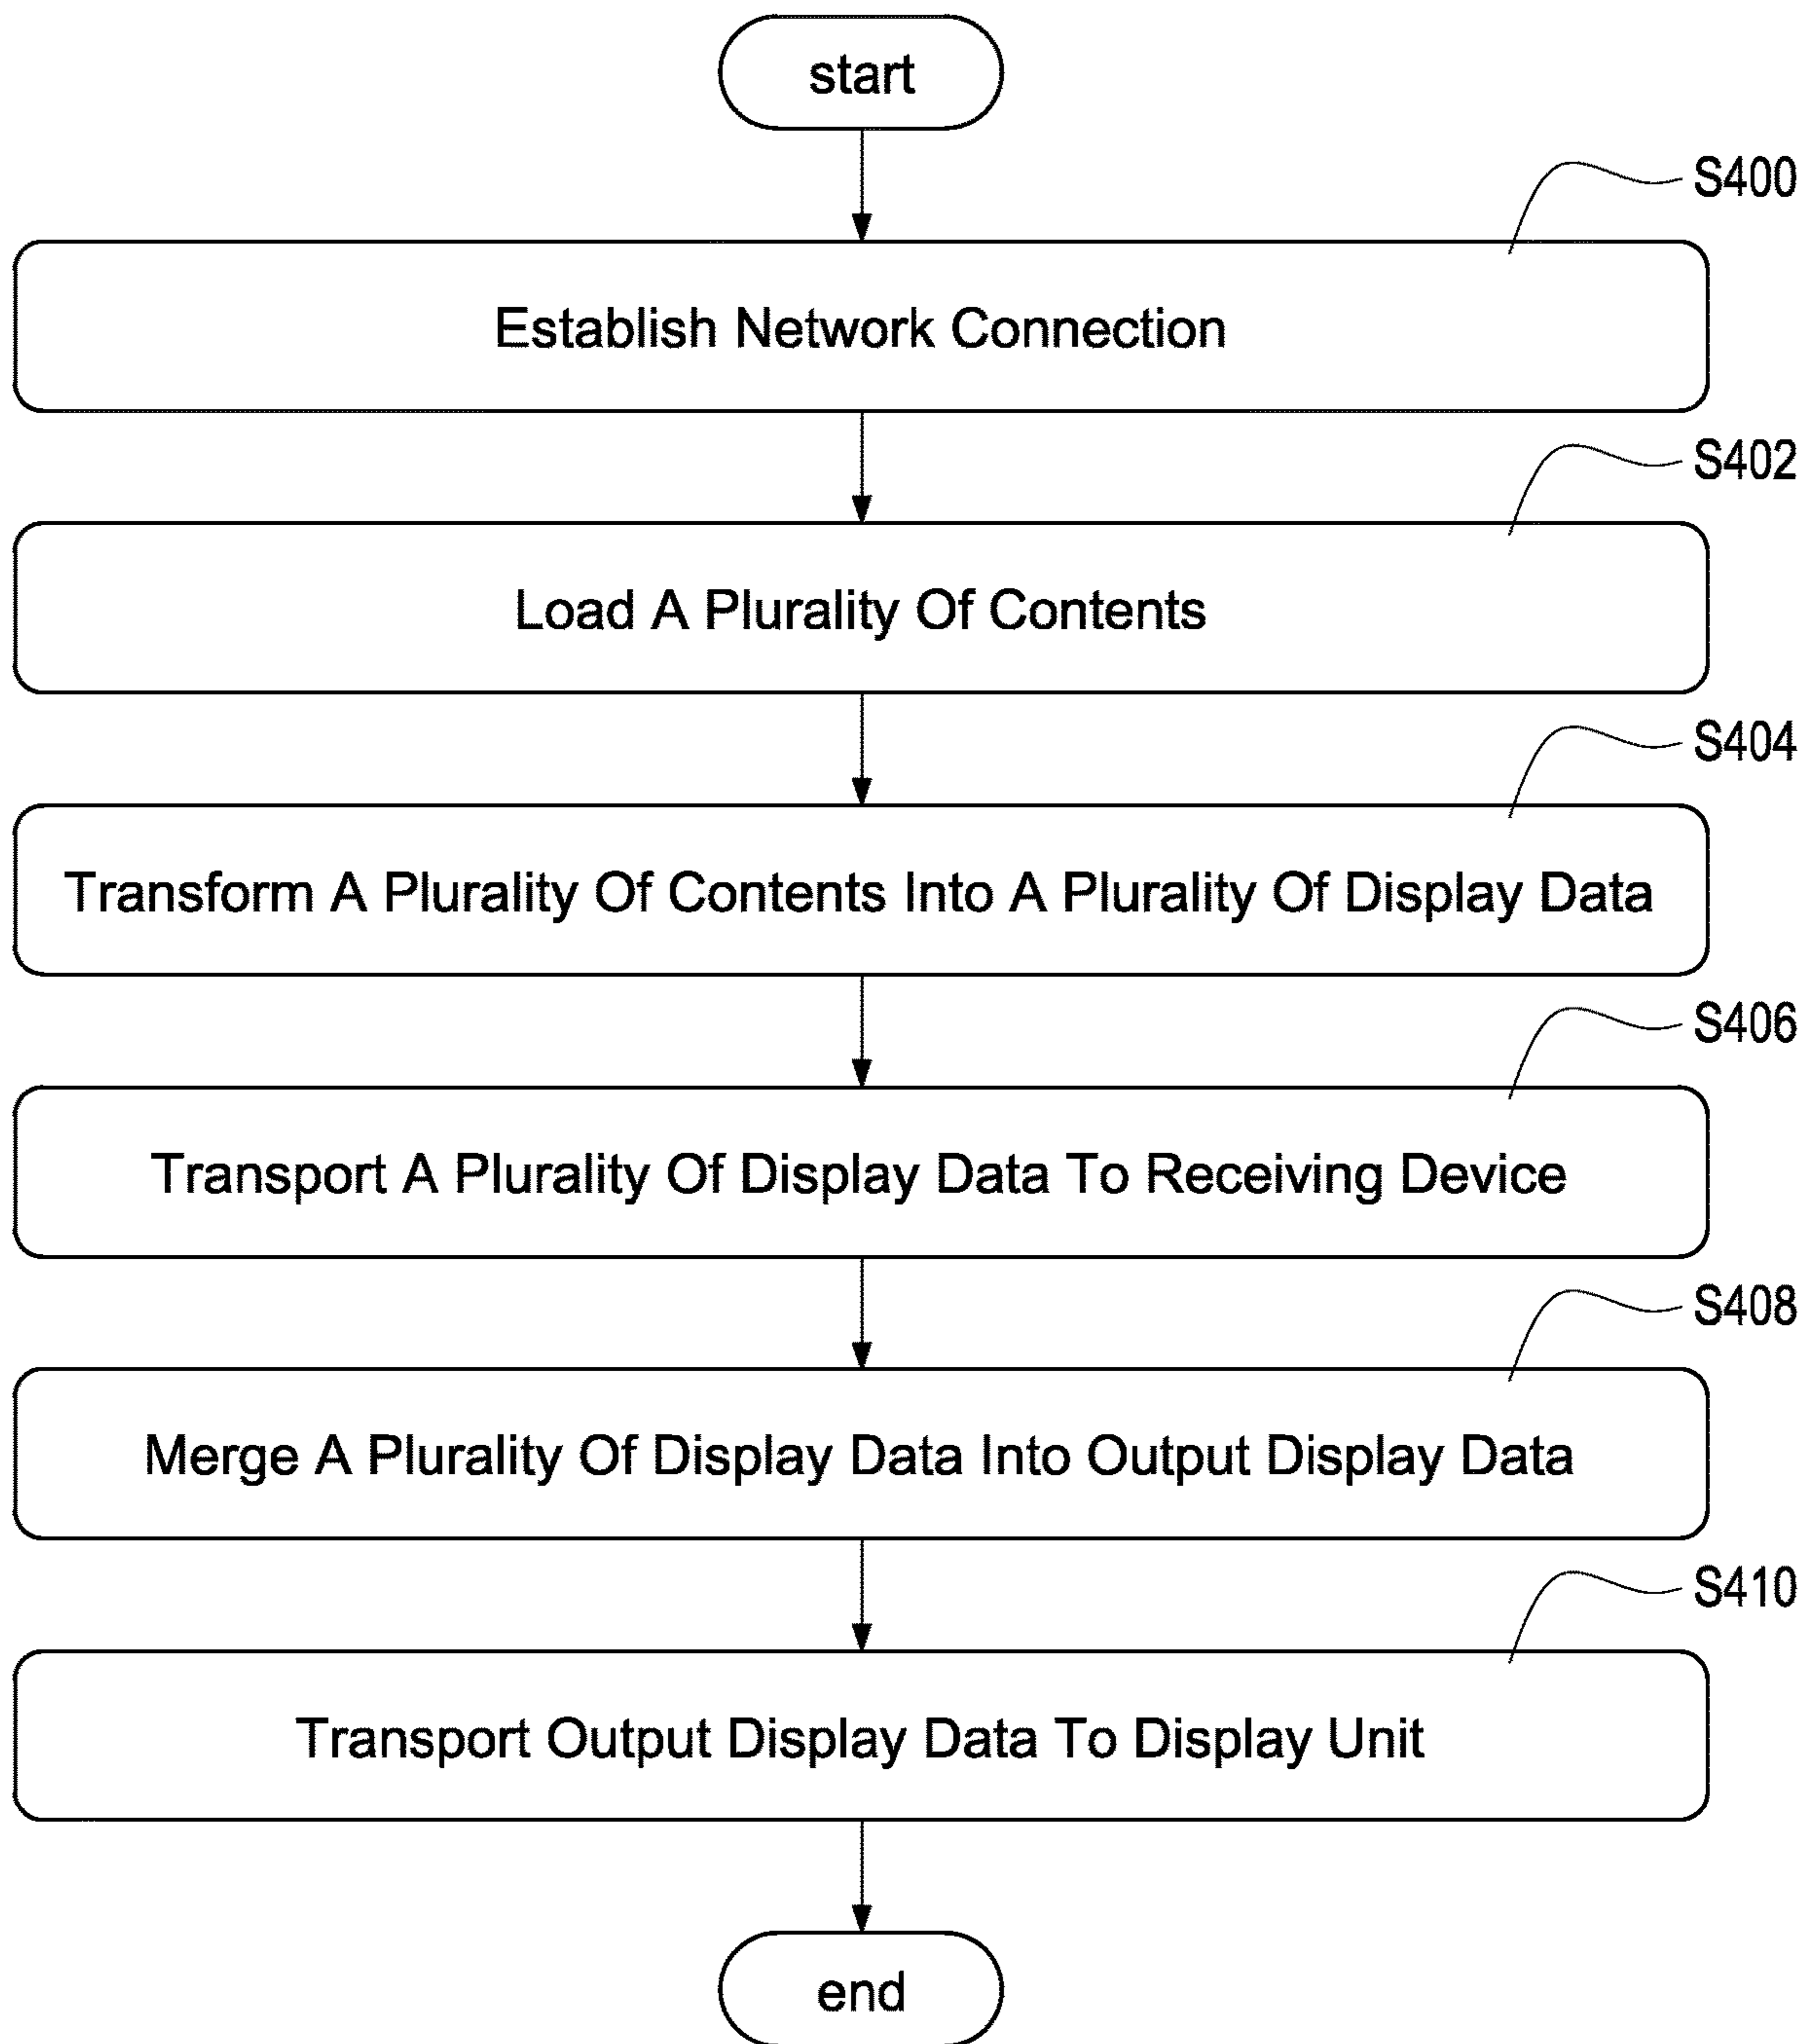 start
S400
Establish Network Connection
S402
Load A Plurality Of Contents
S404
Transform A Plurality Of Contents Into A Plurality Of Display Data
S406
Transport A Plurality Of Display Data To Receiving Device
S408
Merge A Plurality Of Display Data Into Output Display Data
S410
Transport Output Display Data To Display Unit
end